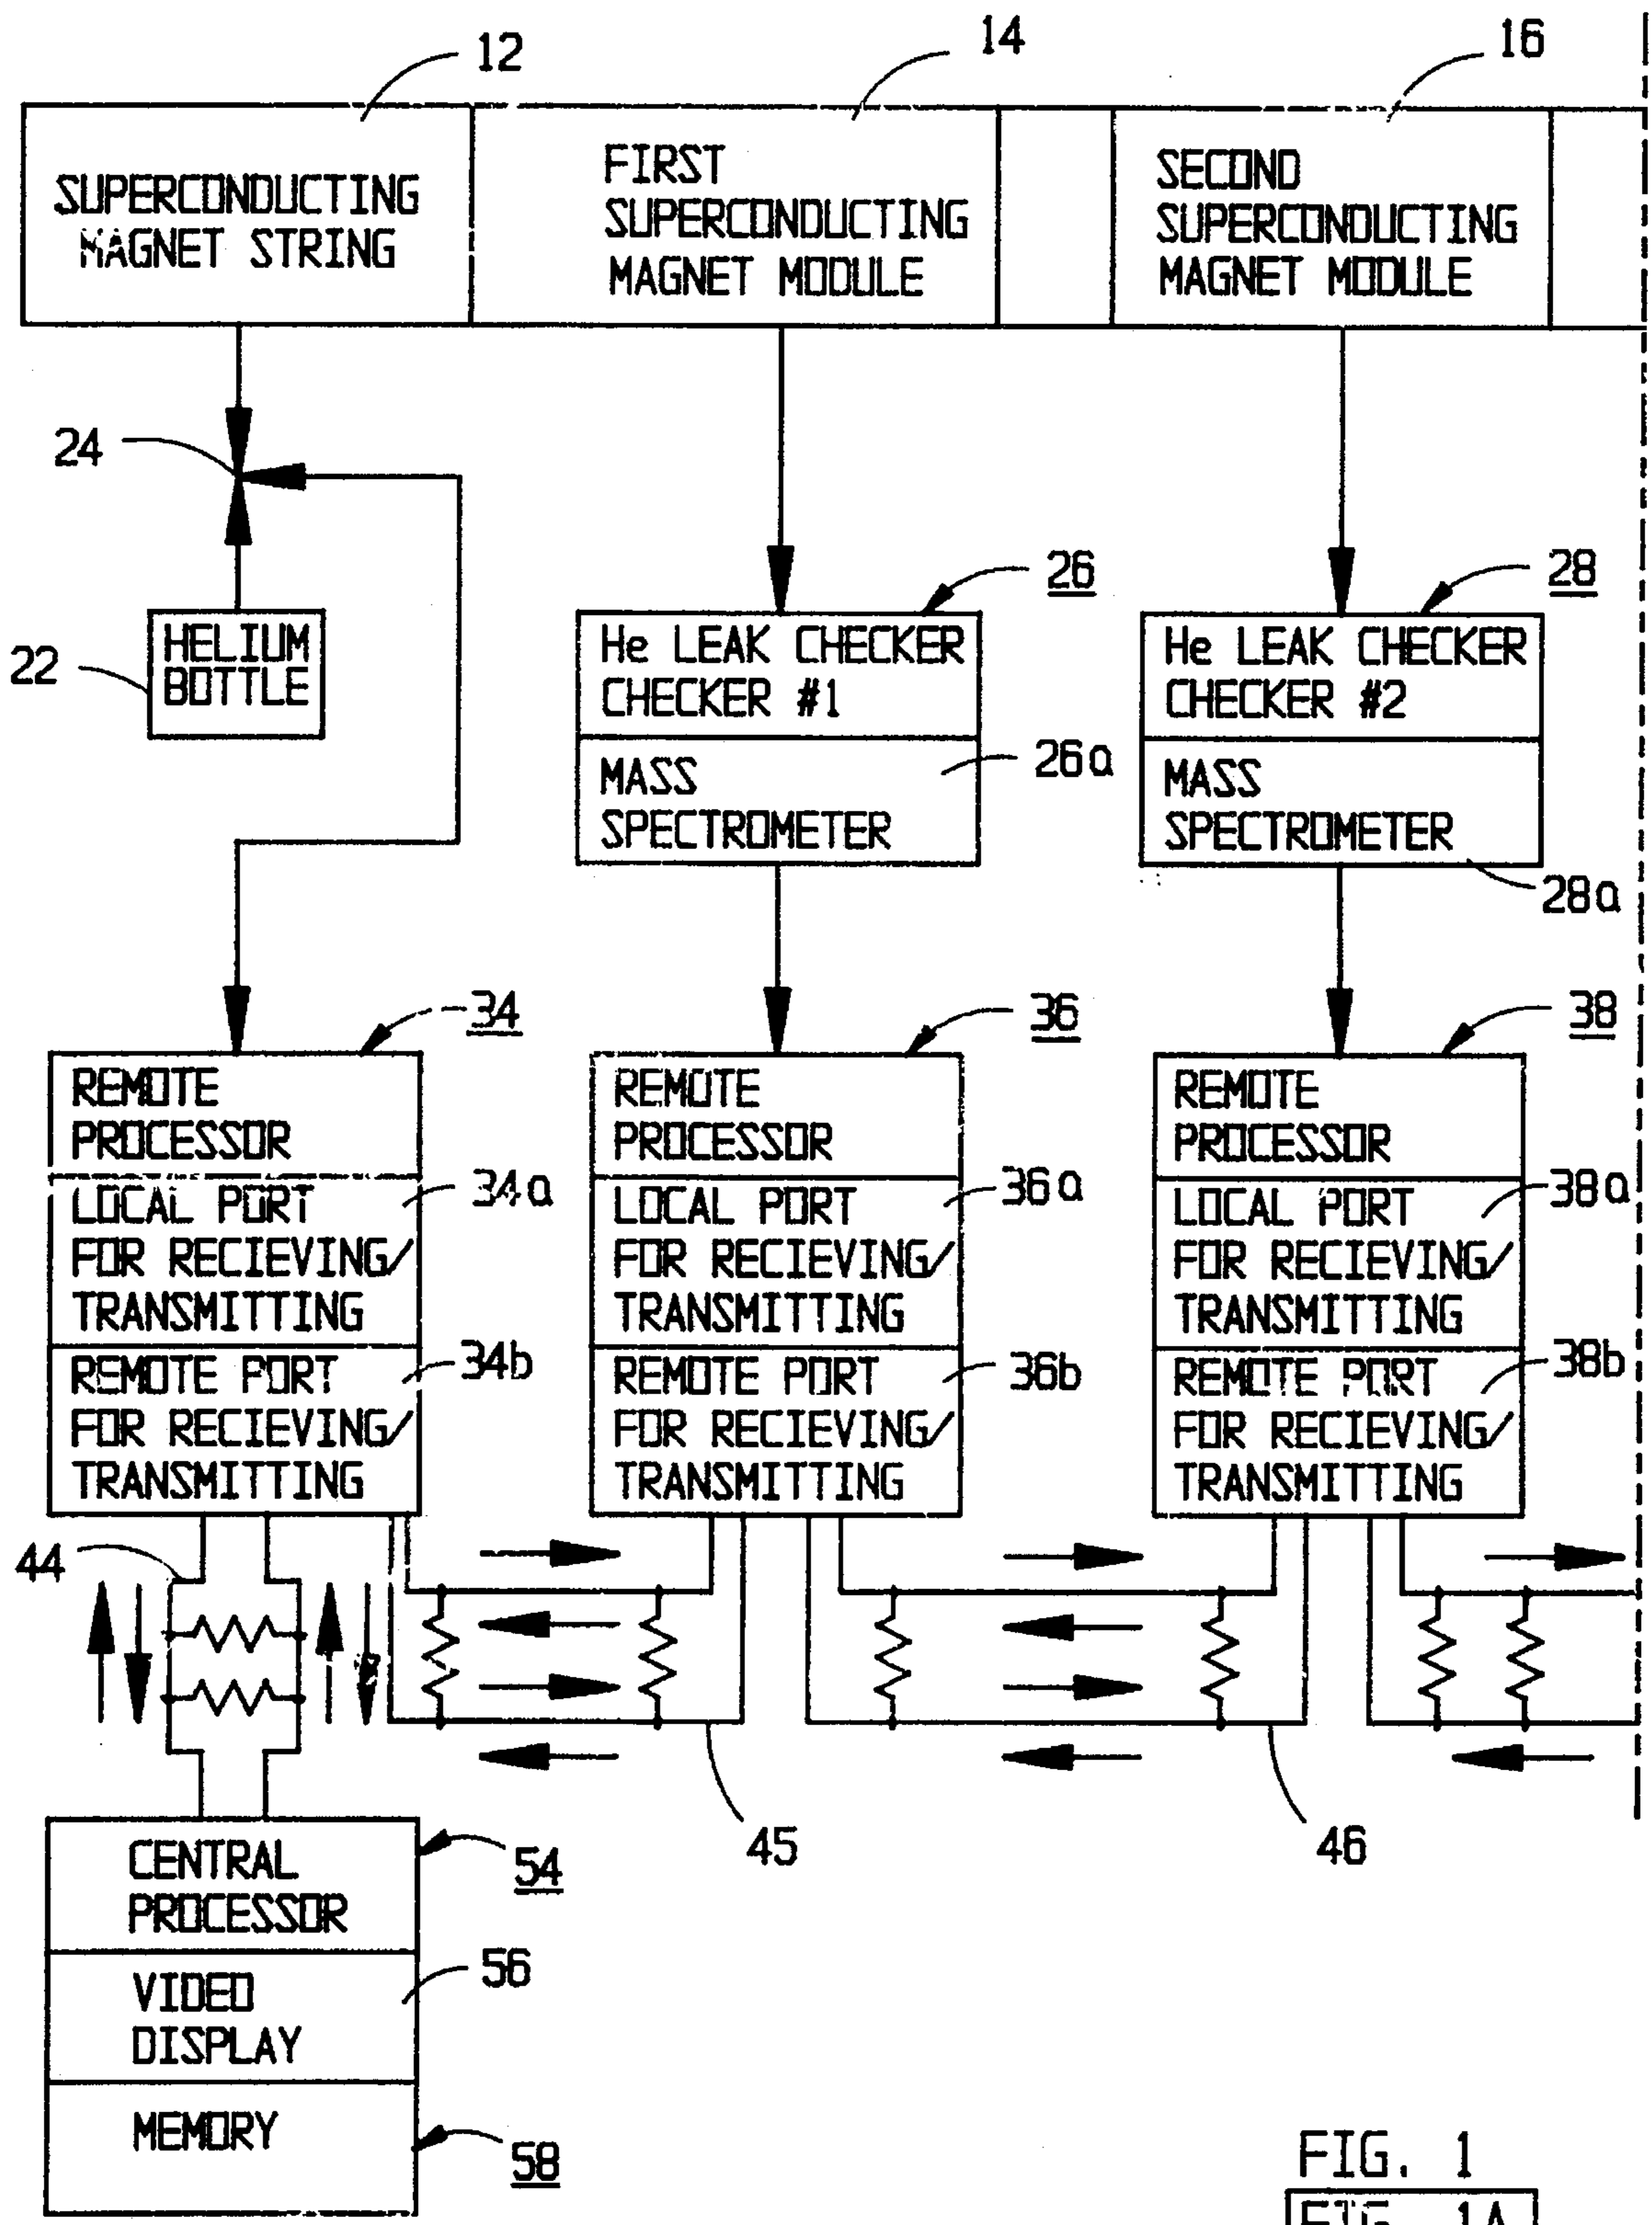 12
14
16
SUPERCONDUCTING
MAGNET STRING
FIRST
SUPERCONDUCTING
MAGNET MODULE
SECOND
SUPERCONDUCTING
MAGNET MODULE
24
22
HELIUM
BOTTLE
26
He LEAK CHECKER
CHECKER #1
MASS
SPECTROMETER
26a
28
He LEAK CHECKER
CHECKER #2
MASS
SPECTROMETER
28a
34
REMOTE
PROCESSOR
LOCAL PORT
FOR RECIEVING/
TRANSMITTING
34a
REMOTE PORT
FOR RECIEVING/
TRANSMITTING
34b
36
REMOTE
PROCESSOR
LOCAL PORT
FOR RECIEVING/
TRANSMITTING
36a
REMOTE PORT
FOR RECIEVING/
TRANSMITTING
36b
38
REMOTE
PROCESSOR
LOCAL PORT
FOR RECIEVING/
TRANSMITTING
38a
REMOTE PORT
FOR RECIEVING/
TRANSMITTING
38b
44
45
46
CENTRAL
PROCESSOR
54
VIDEO
DISPLAY
56
MEMORY
58
FIG. 1
FIG. 1A